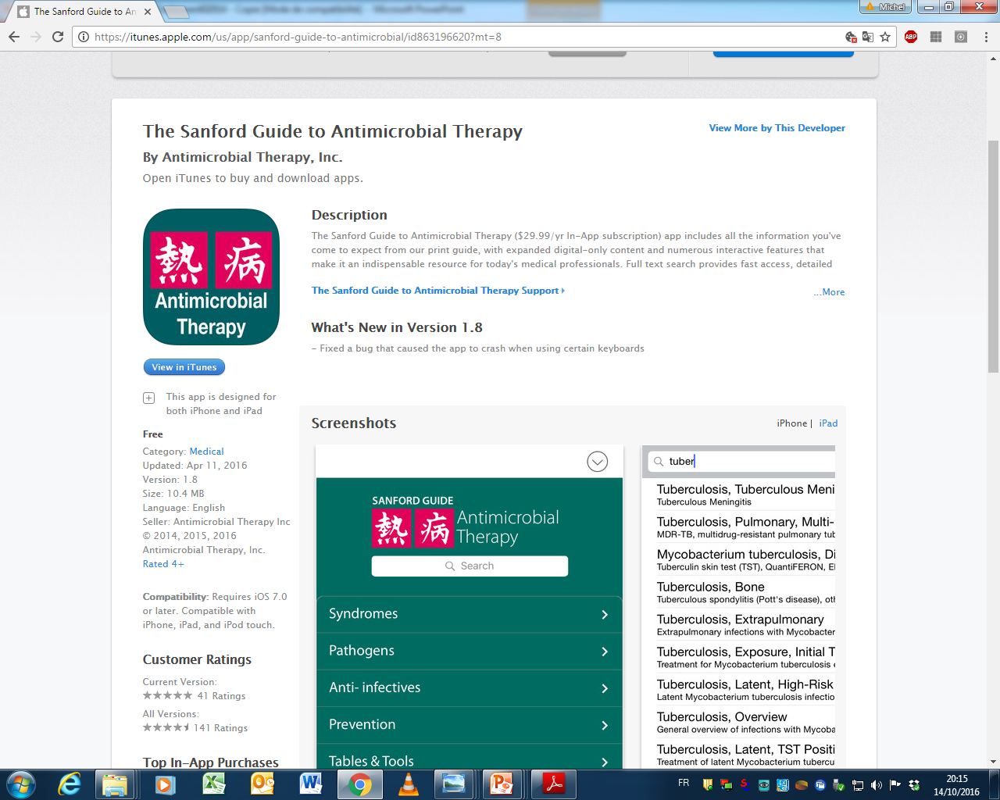 The Sanford Guide to An
Michel
https://itunes.apple.com/us/app/sanford-guide-to-antimicrobial/id863196620?mt=8
ABP
The Sanford Guide to Antimicrobial Therapy
View More by This Developer
By Antimicrobial Therapy, Inc.
Open iTunes to buy and download apps.
熱病
Antimicrobial
Therapy
View in iTunes
This app is designed for
both iPhone and iPad
Free
Category: Medical
Updated: Apr 11, 2016
Version: 1.8
Size: 10.4 MB
Language: English
Seller: Antimicrobial Therapy Inc
© 2014, 2015, 2016
Antimicrobial Therapy, Inc.
Rated 4+
Compatibility: Requires iOS 7.0
or later. Compatible with
iPhone, iPad, and iPod touch.
Customer Ratings
Current Version:
★★★★★ 41 Ratings
All Versions:
141 Ratings
Top In-App Purchases
Description
The Sanford Guide to Antimicrobial Therapy ($29.99/yr In-App subscription) app includes all the information you've
come to expect from our print guide, with expanded digital-only content and numerous interactive features that
make it an indispensable resource for today's medical professionals. Full text search provides fast access, detailed
The Sanford Guide to Antimicrobial Therapy Support
...More
What's New in Version 1.8
- Fixed a bug that caused the app to crash when using certain keyboards
Screenshots
iPhone | iPad
SANFORD GUIDE
熱病
Antimicrobial
Therapy
Search
Syndromes
Pathogens
Anti- infectives
Prevention
Tables & Tools
tuber
Tuberculosis, Tuberculous Meni
Tuberculous Meningitis
Tuberculosis, Pulmonary, Multi-
MDR-TB, multidrug-resistant pulmonary tub
Mycobacterium tuberculosis, Di
Tuberculin skin test (TST), QuantiFERON, El
Tuberculosis, Bone
Tuberculous spondylitis (Pott's disease), oth
Tuberculosis, Extrapulmonary
Extrapulmonary infections with Mycobacter
Tuberculosis, Exposure, Initial T
Treatment for Mycobacterium tuberculosis e
Tuberculosis, Latent, High-Risk
Latent Mycobacterium tuberculosis infectio
Tuberculosis, Overview
General overview of infections with Mycoba
Tuberculosis, Latent, TST Positi
Treatment of latent Mycobacterium tubercu
FR
20:15
14/10/2016